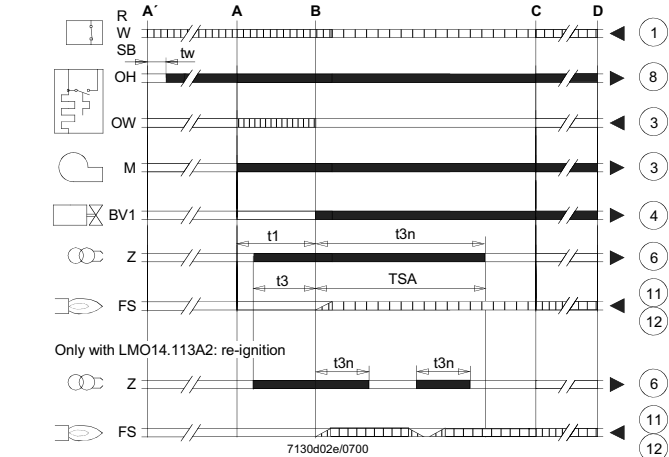 R A´ A B C D
W 1
SB tw
OH 8
OW 3
M 3
BV1 4
t1 t3n
Z 6
t3 TSA
FS 11
12
Only with LMO14.113A2: re-ignition
t3n t3n
Z 6
FS 11
7130d02e/0700 12